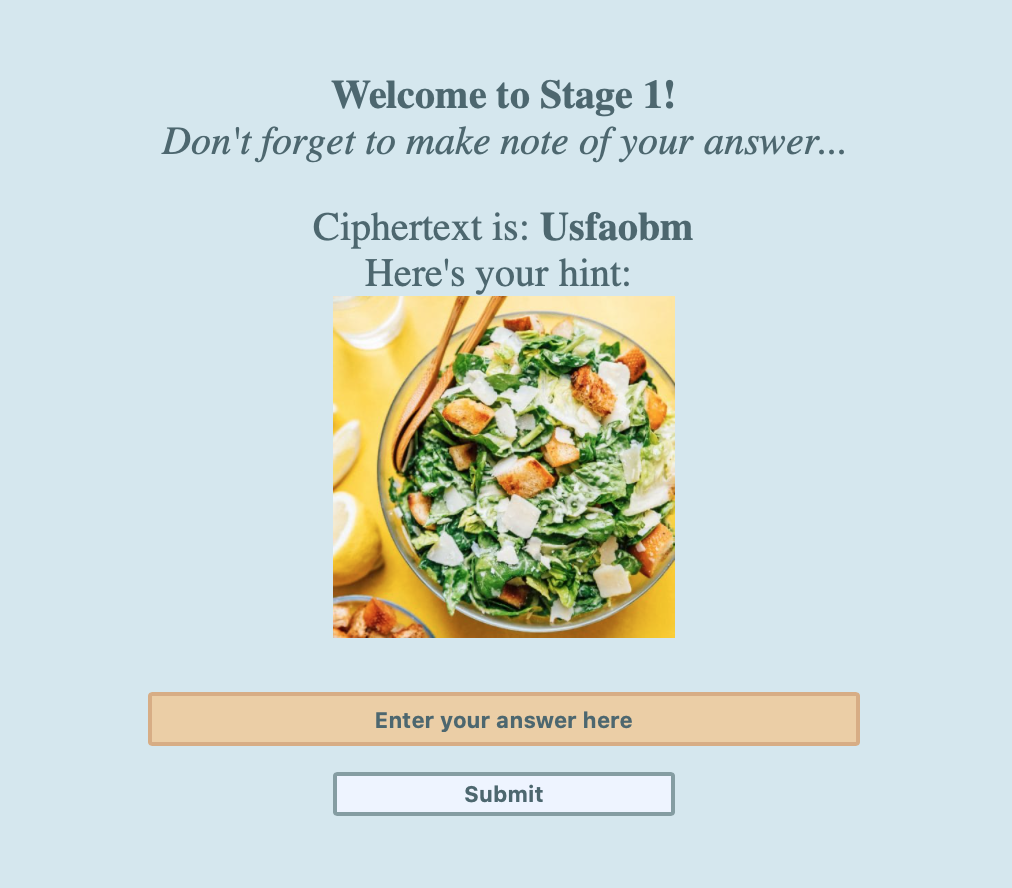 Welcome to Stage 1!
Don't forget to make note of your answer...
Ciphertext is: Usfaobm
Here's your hint:
Enter your answer here
Submit